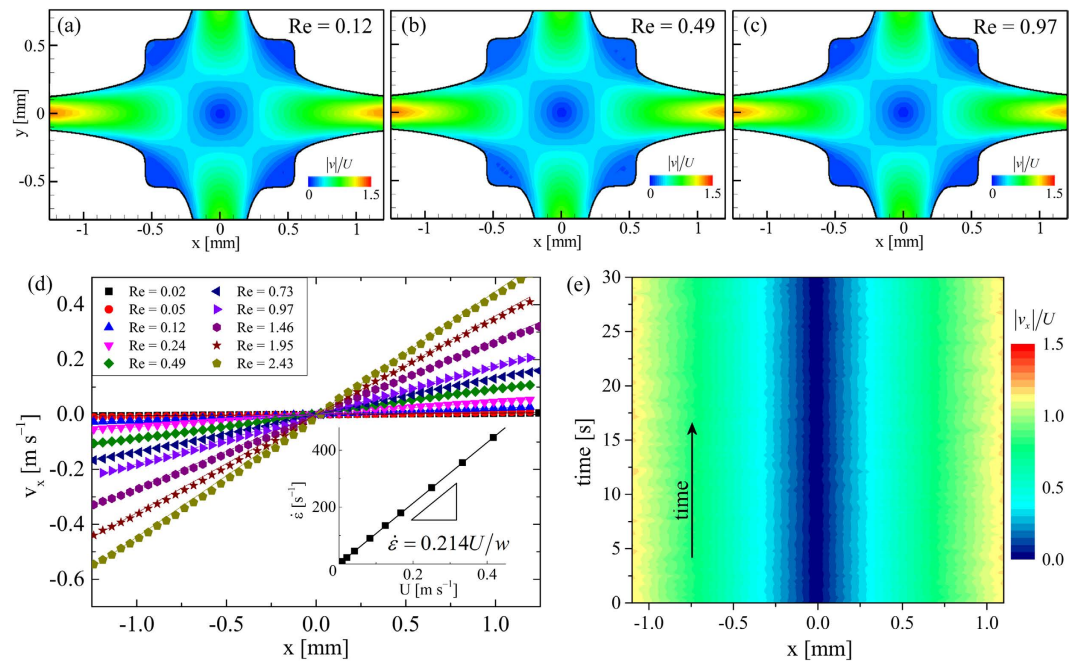 (a) Re = 0.12
(b) Re = 0.49
(c) Re = 0.97
0.5
0
-0.5
y [mm]
|v|/U
0 1.5
|v|/U
0 1.5
|v|/U
0 1.5
-1 -0.5 0 0.5 1
-1 -0.5 0 0.5 1
-1 -0.5 0 0.5 1
x [mm]
x [mm]
x [mm]
(d)
Re = 0.02
Re = 0.05
Re = 0.12
Re = 0.24
Re = 0.49
Re = 0.73
Re = 0.97
Re = 1.46
Re = 1.95
Re = 2.43
0.4
0.2
0.0
-0.2
-0.4
-0.6
vₓ [m s⁻¹]
-1.0 -0.5 0.0 0.5 1.0
x [mm]
400
200
ε̇ [s⁻¹]
ε̇ = 0.214U/w
0.0 0.2 0.4
U [m s⁻¹]
(e)
30
25
20
15
10
5
0
time [s]
time
-1.0 -0.5 0.0 0.5 1.0
x [mm]
|vₓ|/U
1.5
1.0
0.5
0.0